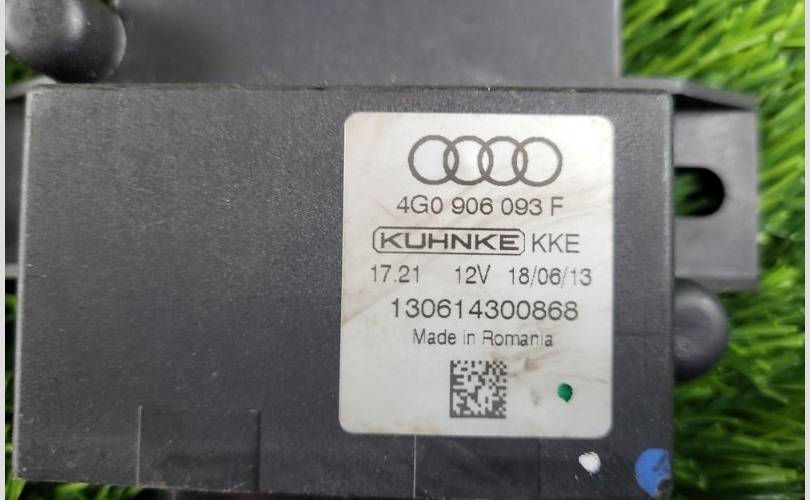 4G0 906 093 F
KUHNKE KKE
17.21 12V 18/06/13
130614300868
Made in Romania